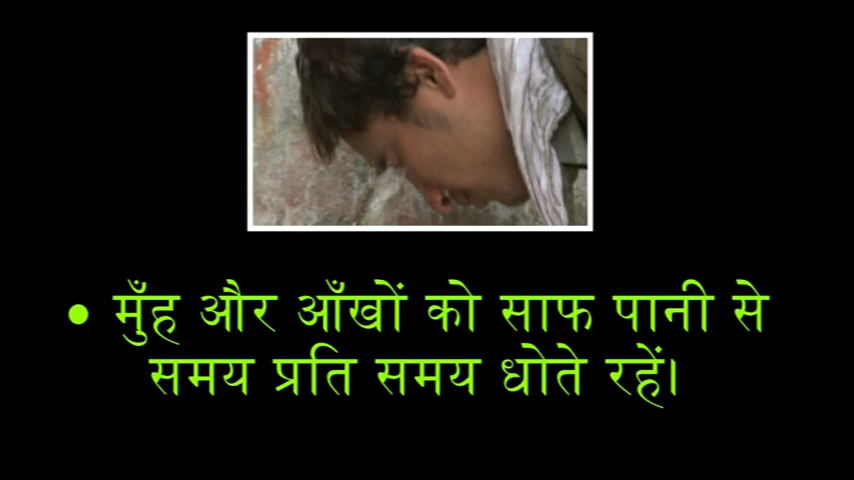 • मुँह और आँखों को साफ पानी से
समय प्रति समय धोते रहें।